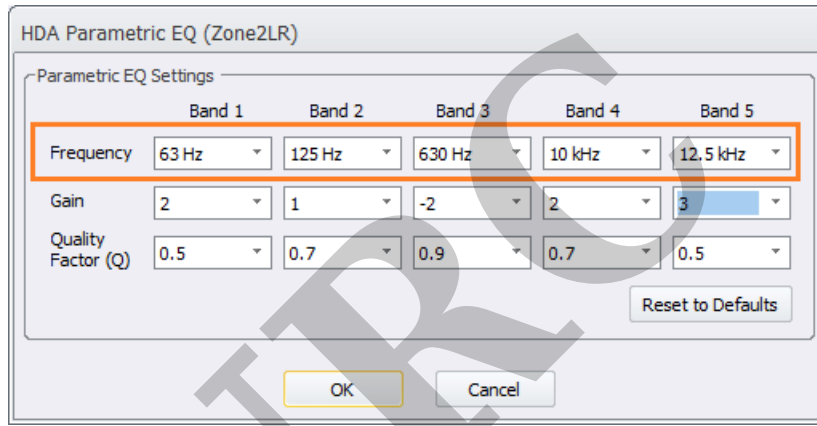 HDA Parametric EQ (Zone2LR)
Parametric EQ Settings
Band 1 Band 2 Band 3 Band 4 Band 5
Frequency 63 Hz 125 Hz 630 Hz 10 kHz 12.5 kHz
Gain 2 1 -2 2 3
Quality
Factor (Q) 0.5 0.7 0.9 0.7 0.5
Reset to Defaults
OK Cancel